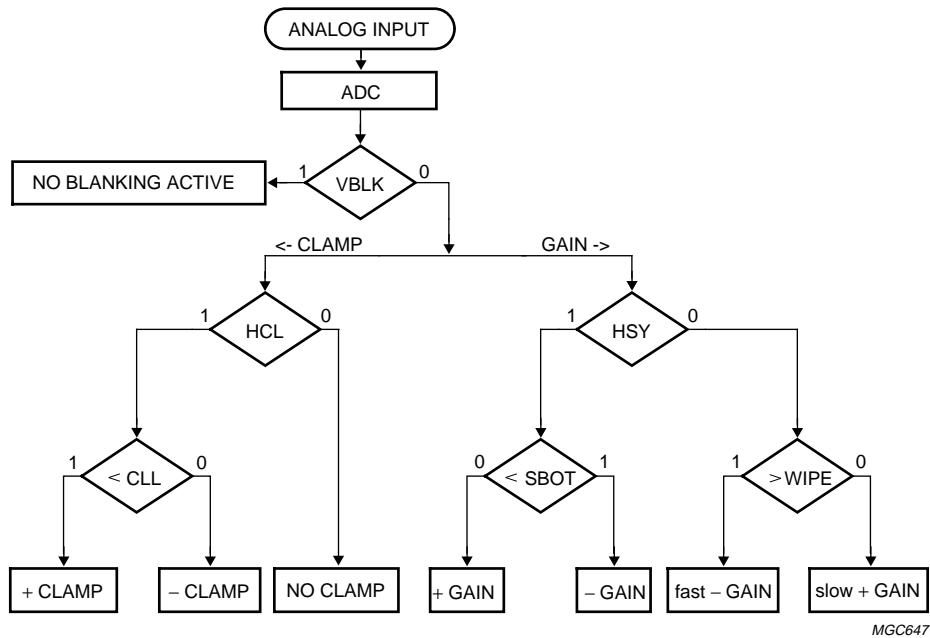 ANALOG INPUT
ADC
NO BLANKING ACTIVE
1
VBLK
0
<- CLAMP
GAIN ->
1
HCL
0
1
HSY
0
1
< CLL
0
0
< SBOT
1
1
> WIPE
0
+ CLAMP
− CLAMP
NO CLAMP
+ GAIN
− GAIN
fast − GAIN
slow + GAIN
MGC647